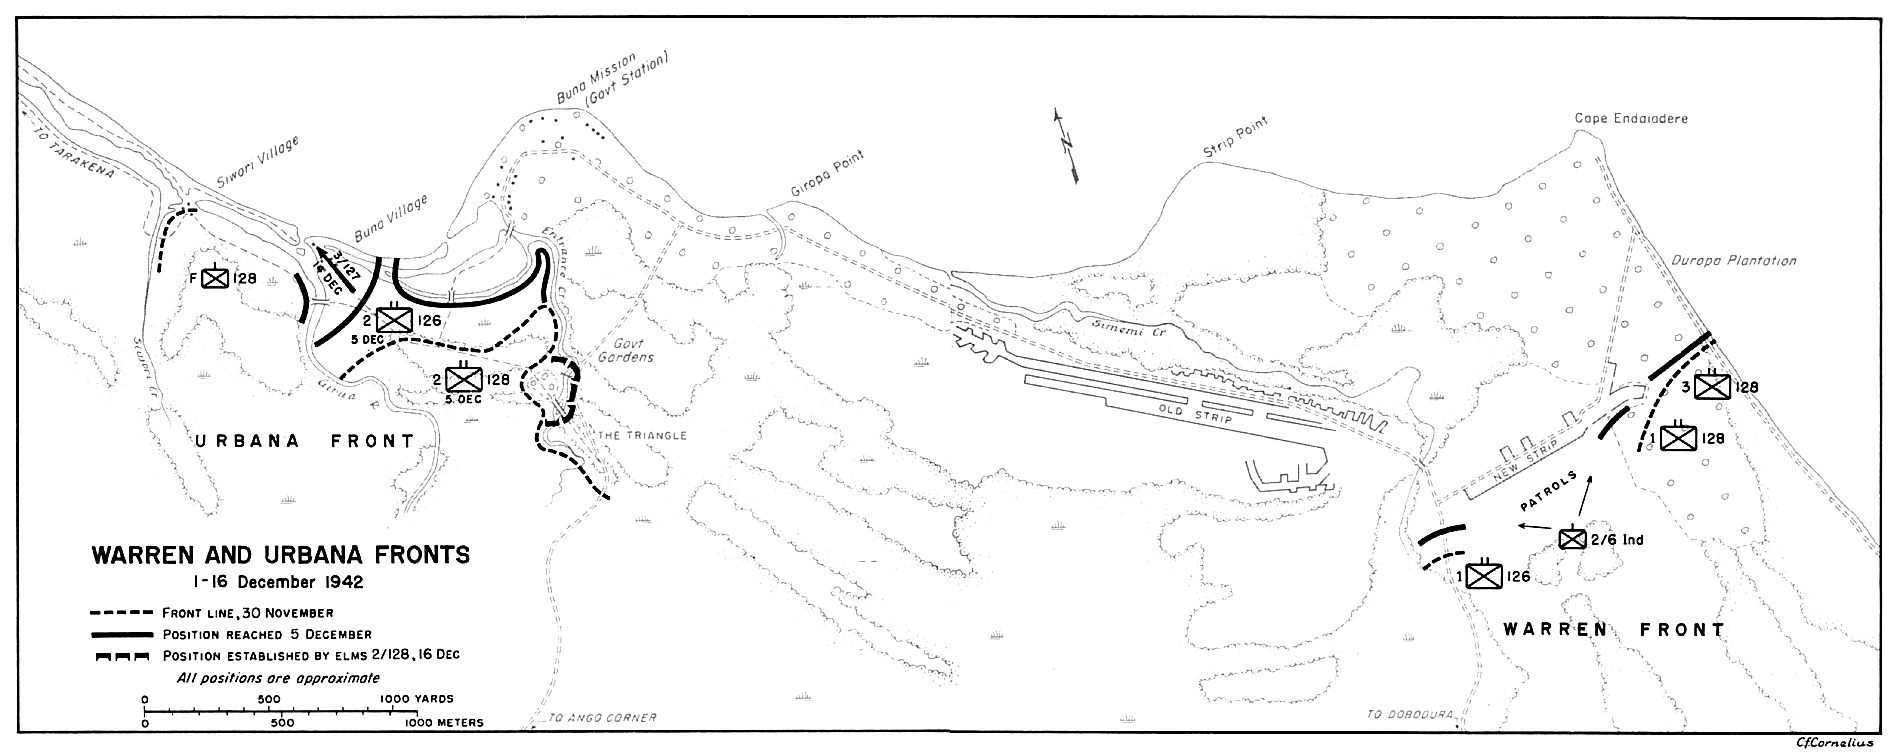 Buna Mission
(Govt Station)
Cape Endaiadere
Strip Point
TO TARAKENA
Siwori Village
Giropa Point
N
Buna Village
Entrance Cr
Duropa Plantation
3/127
14 DEC
F 128
2 126
5 DEC
Simemi Cr
Govt
Gardens
Siwori Cr
Girua R
2 128
5 DEC
3 128
OLD STRIP
URBANA FRONT
THE TRIANGLE
1 128
NEW STRIP
PATROLS
2/6 Ind
WARREN AND URBANA FRONTS
1-16 December 1942
1 126
FRONT LINE, 30 NOVEMBER
POSITION REACHED 5 DECEMBER
WARREN FRONT
POSITION ESTABLISHED BY ELMS 2/128, 16 DEC
All positions are approximate
0 500 1000 YARDS
0 500 1000 METERS
TO ANGO CORNER
TO DOBODURA
C.f.Cornelius